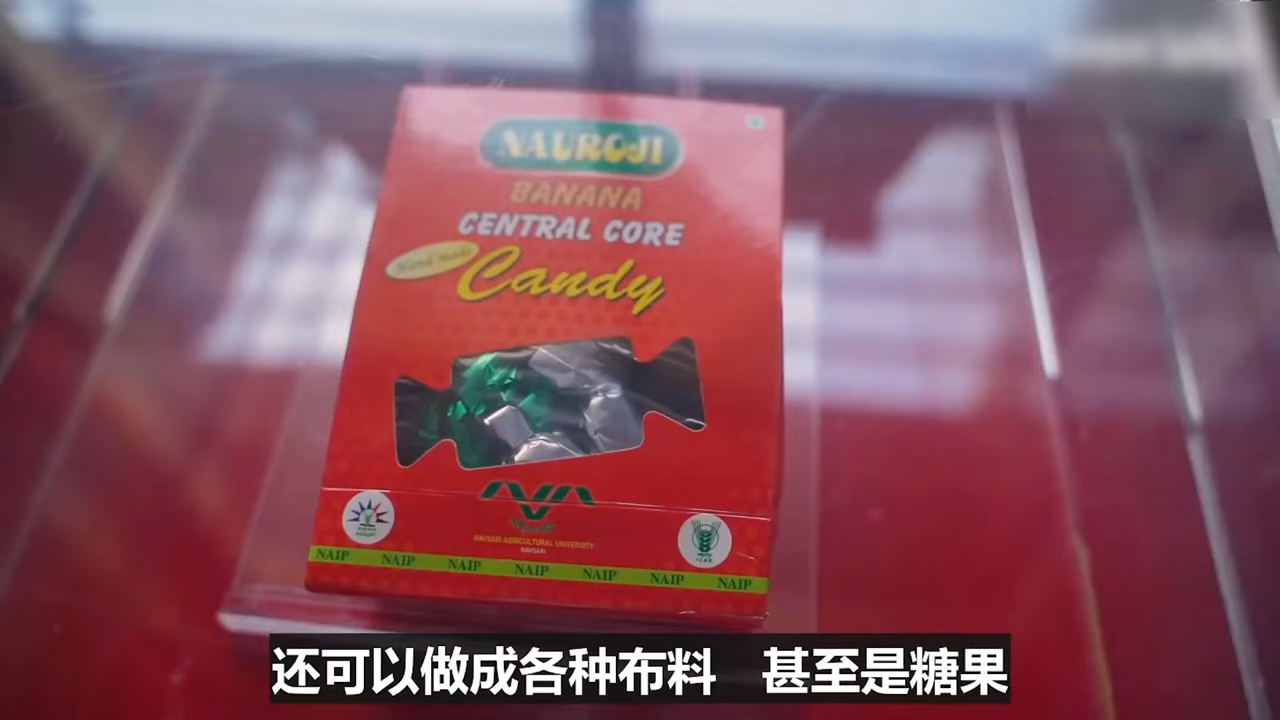 NAUROJI
BANANA
CENTRAL CORE
Hand made
Candy
NAVSARI AGRICULTURAL UNIVERSITY
NAVSARI
NAIP NAIP NAIP NAIP NAIP NAIP NAIP
还可以做成各种布料 甚至是糖果